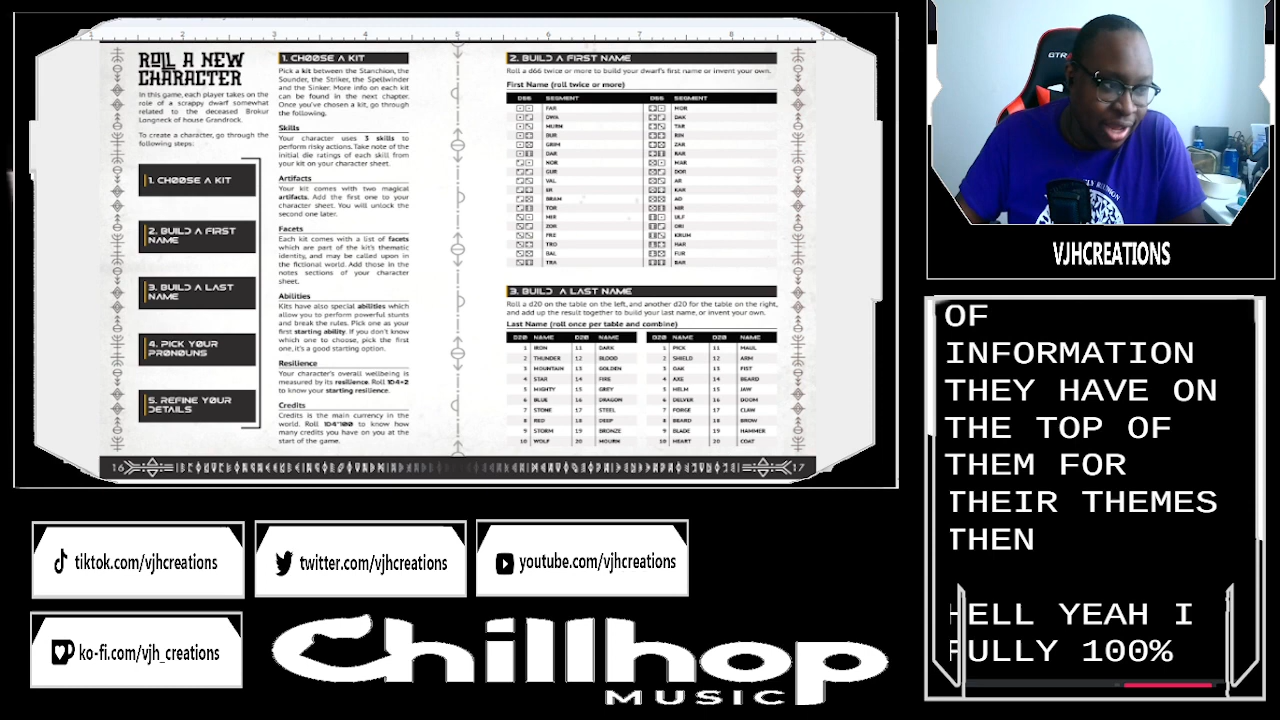 ROLL A NEW
CHARACTER
In this game, each player takes on the
role of a scrappy dwarf somewhat
related to the deceased Brokur
Longneck of house Grandrock.
To create a character, go through the
following steps:
1. CHOOSE A KIT
2. BUILD A FIRST
NAME
3. BUILD A LAST
NAME
4. PICK YOUR
PRONOUNS
5. REFINE YOUR
DETAILS
16
1. CHOOSE A KIT
Pick a kit between the Stanchion, the
Sounder, the Striker, the Spellwinder
and the Sinker. More info on each kit
can be found in the next chapter.
Once you've chosen a kit, go through
the following.
Skills
Your character uses 3 skills to
perform risky actions. Take note of the
initial die ratings of each skill from
your kit on your character sheet.
Artifacts
Your kit comes with two magical
artifacts. Add the first one to your
character sheet. You will unlock the
second one later.
Facets
Each kit comes with a list of facets
which are part of the kit's thematic
identity, and may be called upon in
the fictional world. Add those in the
notes sections of your character
sheet.
Abilities
Kits have also special abilities which
allow you to perform powerful stunts
and break the rules. Pick one as your
first starting ability. If you don't know
which one to choose, pick the first
one, it's a good starting option.
Resilience
Your character's overall wellbeing is
measured by its resilience. Roll 1D4+2
to know your starting resilience.
Credits
Credits is the main currency in the
world. Roll 1D4*100 to know how
many credits you have on you at the
start of the game.
2. BUILD A FIRST NAME
Roll a d66 twice or more to build your dwarf's first name or invent your own.
First Name (roll twice or more)
D66 SEGMENT D66 SEGMENT
FAR MOR
DWA DAK
MURN TAR
BUR RIN
GRIM ZAR
DAR RAR
KOR MAR
GUR DOR
VAL AR
ER KAR
BRAM AD
TOR NIR
MIR ULF
ZOR DRI
FRE KRUM
TRO NAR
BAL FUR
TRA BAR
3. BUILD A LAST NAME
Roll a d20 on the table on the left, and another d20 for the table on the right,
and add up the result together to build your last name, or invent your own.
Last Name (roll once per table and combine)
D20 NAME D20 NAME D20 NAME D20 NAME
1 IRON 11 DARK 1 PICK 11 MAUL
2 THUNDER 12 BLOOD 2 SHIELD 12 ARM
3 MOUNTAIN 13 GOLDEN 3 OAK 13 FIST
4 STAR 14 FIRE 4 AXE 14 BEARD
5 MIGHTY 15 GREY 5 HELM 15 JAW
6 BLUE 16 DRAGON 6 DELVER 16 DOOM
7 STONE 17 STEEL 7 FORGE 17 CLAW
8 RED 18 DEEP 8 BEARD 18 BROW
9 STORM 19 BRONZE 9 BLADE 19 HAMMER
10 WOLF 20 MOURN 10 HEART 20 COAT
17
GTR
VJHCREATIONS
OF
INFORMATION
THEY HAVE ON
THE TOP OF
THEM FOR
THEIR THEMES
THEN
HELL YEAH I
FULLY 100%
tiktok.com/vjhcreations
twitter.com/vjhcreations
youtube.com/vjhcreations
ko-fi.com/vjh_creations
Chillhop
MUSIC